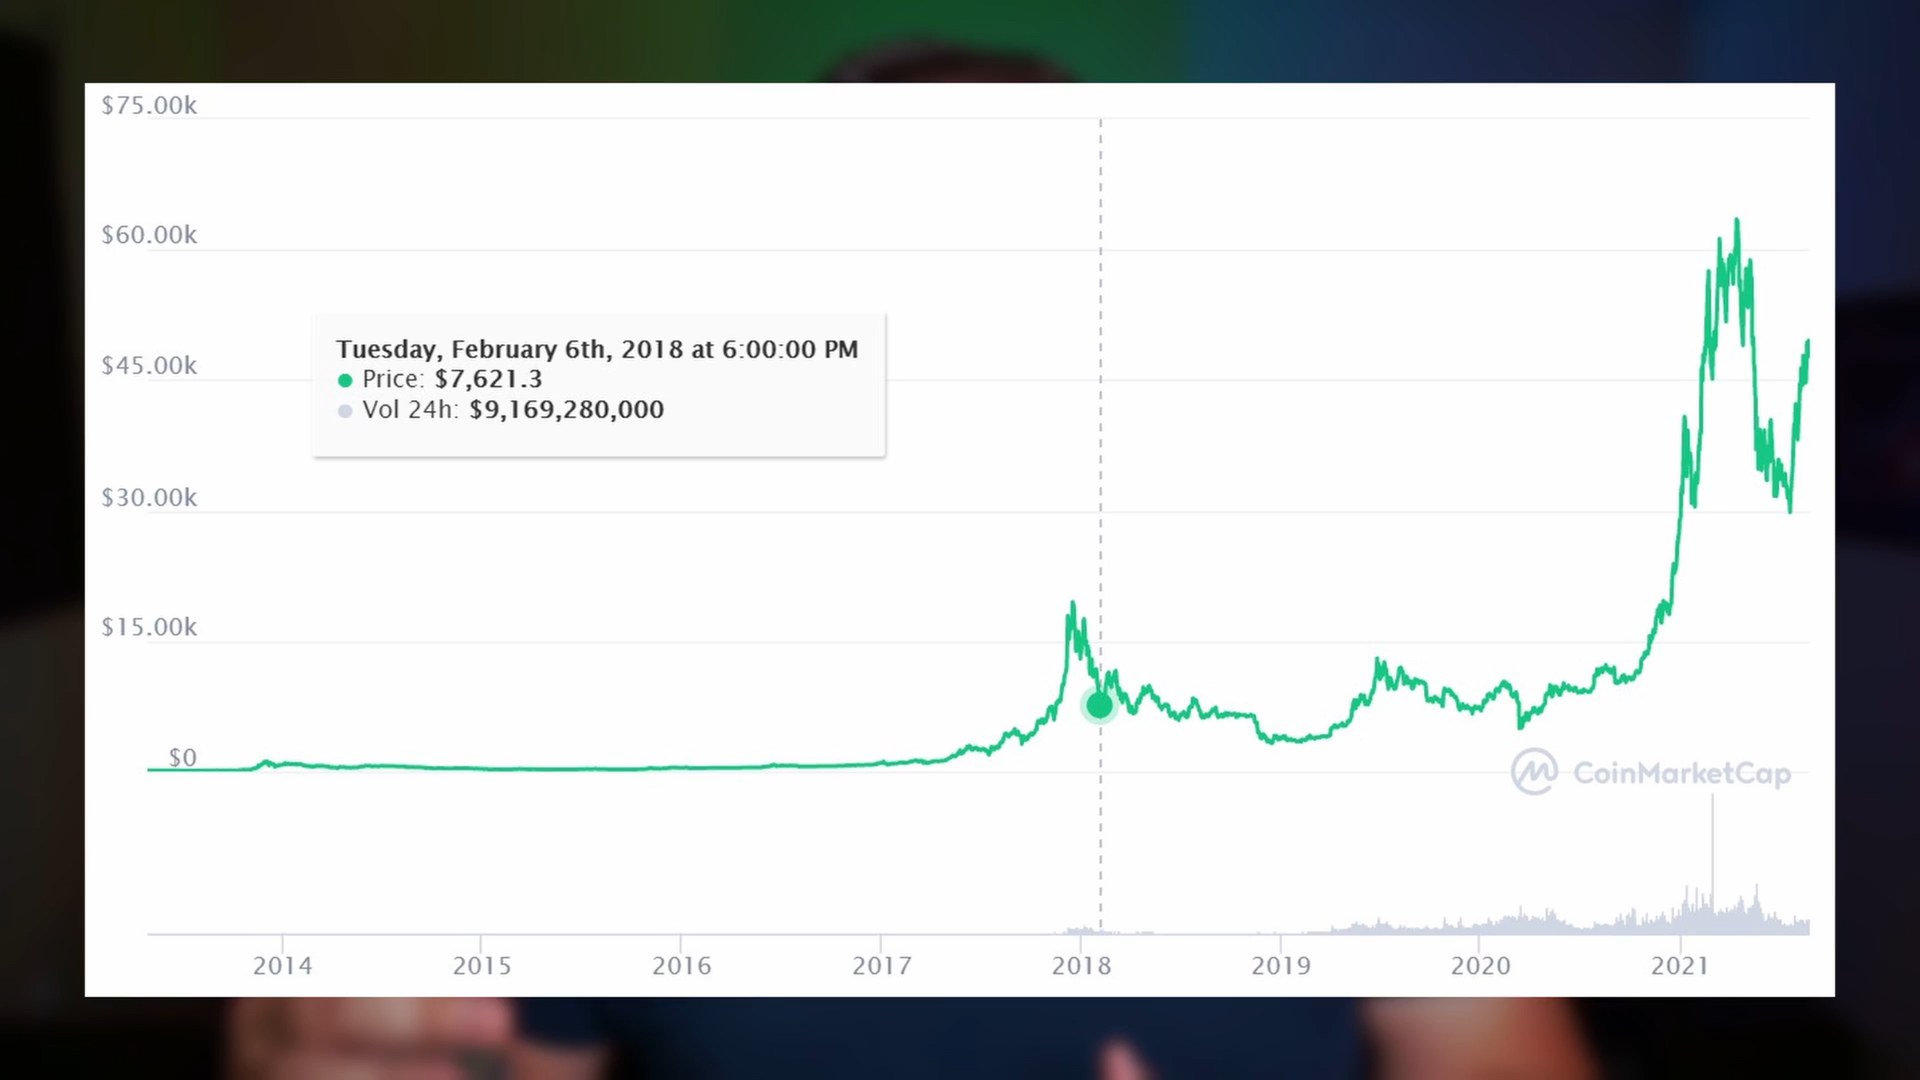 $75.00k
$60.00k
Tuesday, February 6th, 2018 at 6:00:00 PM
$45.00k
Price: $7,621.3
Vol 24h: $9,169,280,000
$30.00k
$15.00k
$0
CoinMarketCap
2014 2015 2016 2017 2018 2019 2020 2021